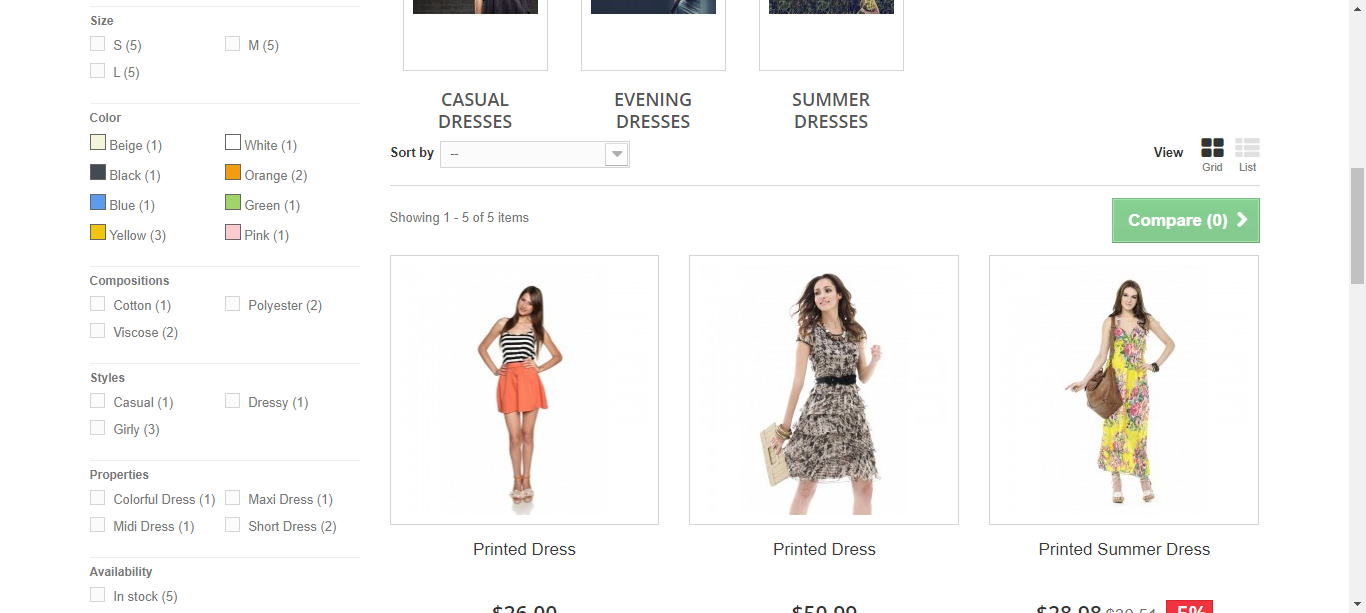 Size
S (5)
M (5)
L (5)
Color
Beige (1)
White (1)
Black (1)
Orange (2)
Blue (1)
Green (1)
Yellow (3)
Pink (1)
Compositions
Cotton (1)
Polyester (2)
Viscose (2)
Styles
Casual (1)
Dressy (1)
Girly (3)
Properties
Colorful Dress (1)
Maxi Dress (1)
Midi Dress (1)
Short Dress (2)
Availability
In stock (5)
CASUAL
DRESSES
EVENING
DRESSES
SUMMER
DRESSES
Sort by
--
View
Grid
List
Showing 1 - 5 of 5 items
Compare (0)
Printed Dress
Printed Dress
Printed Summer Dress
$26.00
$50.99
$28.98 $30.51 -5%